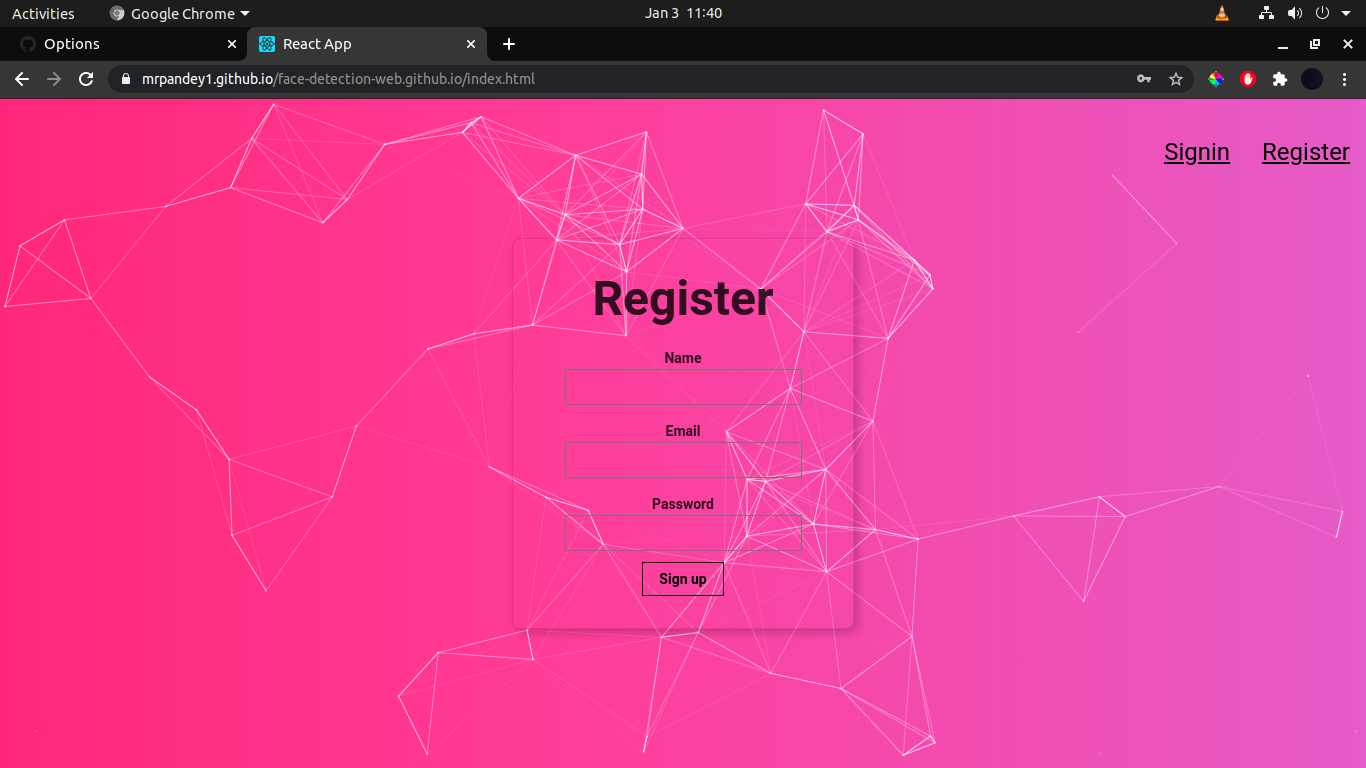 Activities Google Chrome Jan 3 11:40
Options React App
mrpandey1.github.io/face-detection-web.github.io/index.html
Signin Register
Register
Name
Email
Password
Sign up